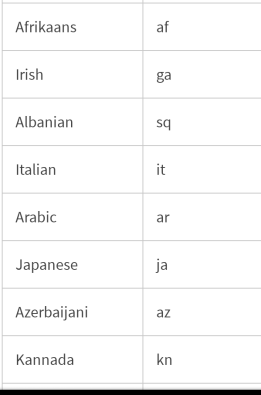 Afrikaans af
Irish ga
Albanian sq
Italian it
Arabic ar
Japanese ja
Azerbaijani az
Kannada kn